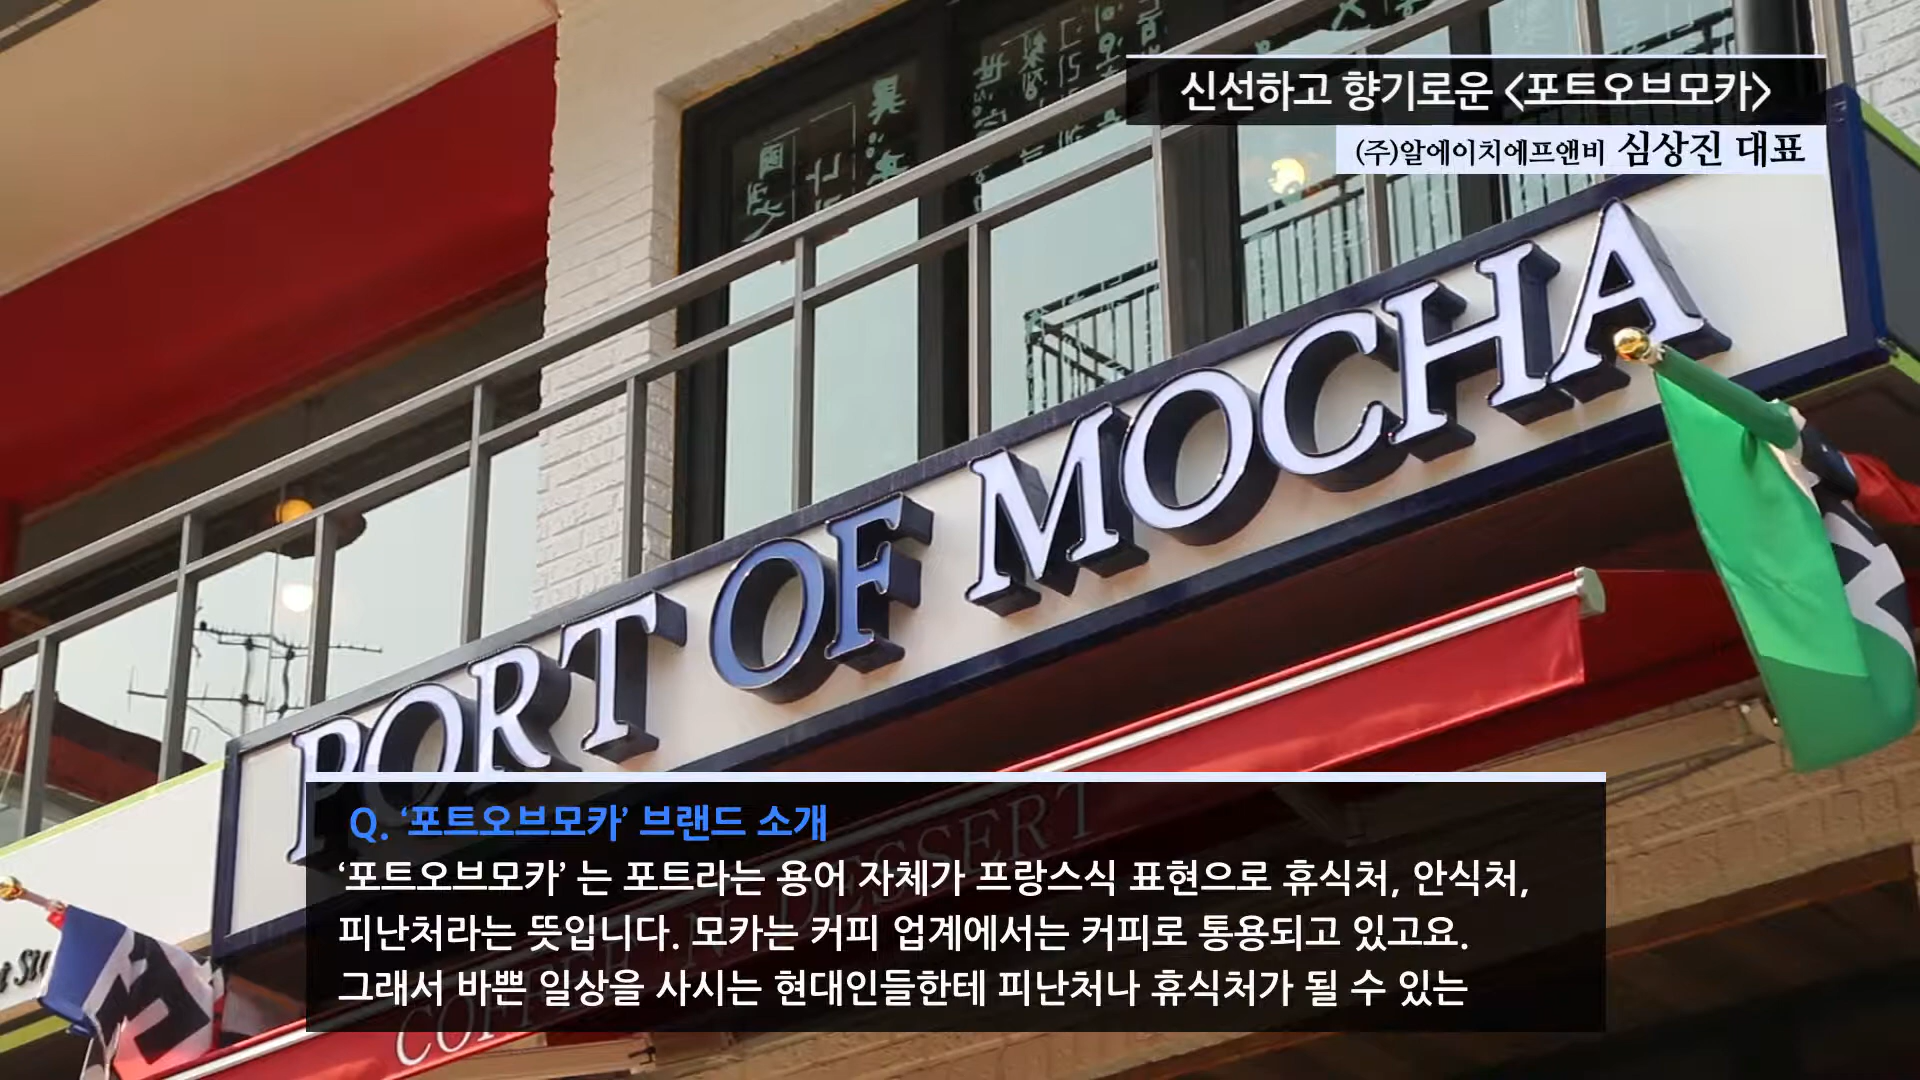 신선하고 향기로운 <포트오브모카>
(주)알에이치에프앤비 심상진 대표
PORT OF MOCHA
Q. ‘포트오브모카’ 브랜드 소개
‘포트오브모카’ 는 포트라는 용어 자체가 프랑스식 표현으로 휴식처, 안식처,
피난처라는 뜻입니다. 모카는 커피 업계에서는 커피로 통용되고 있고요.
그래서 바쁜 일상을 사시는 현대인들한테 피난처나 휴식처가 될 수 있는
COFFEE N DESSERT